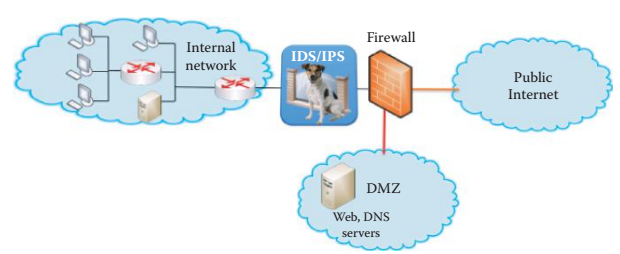 Internal
network
IDS/IPS
Firewall
Public
Internet
DMZ
Web, DNS
servers